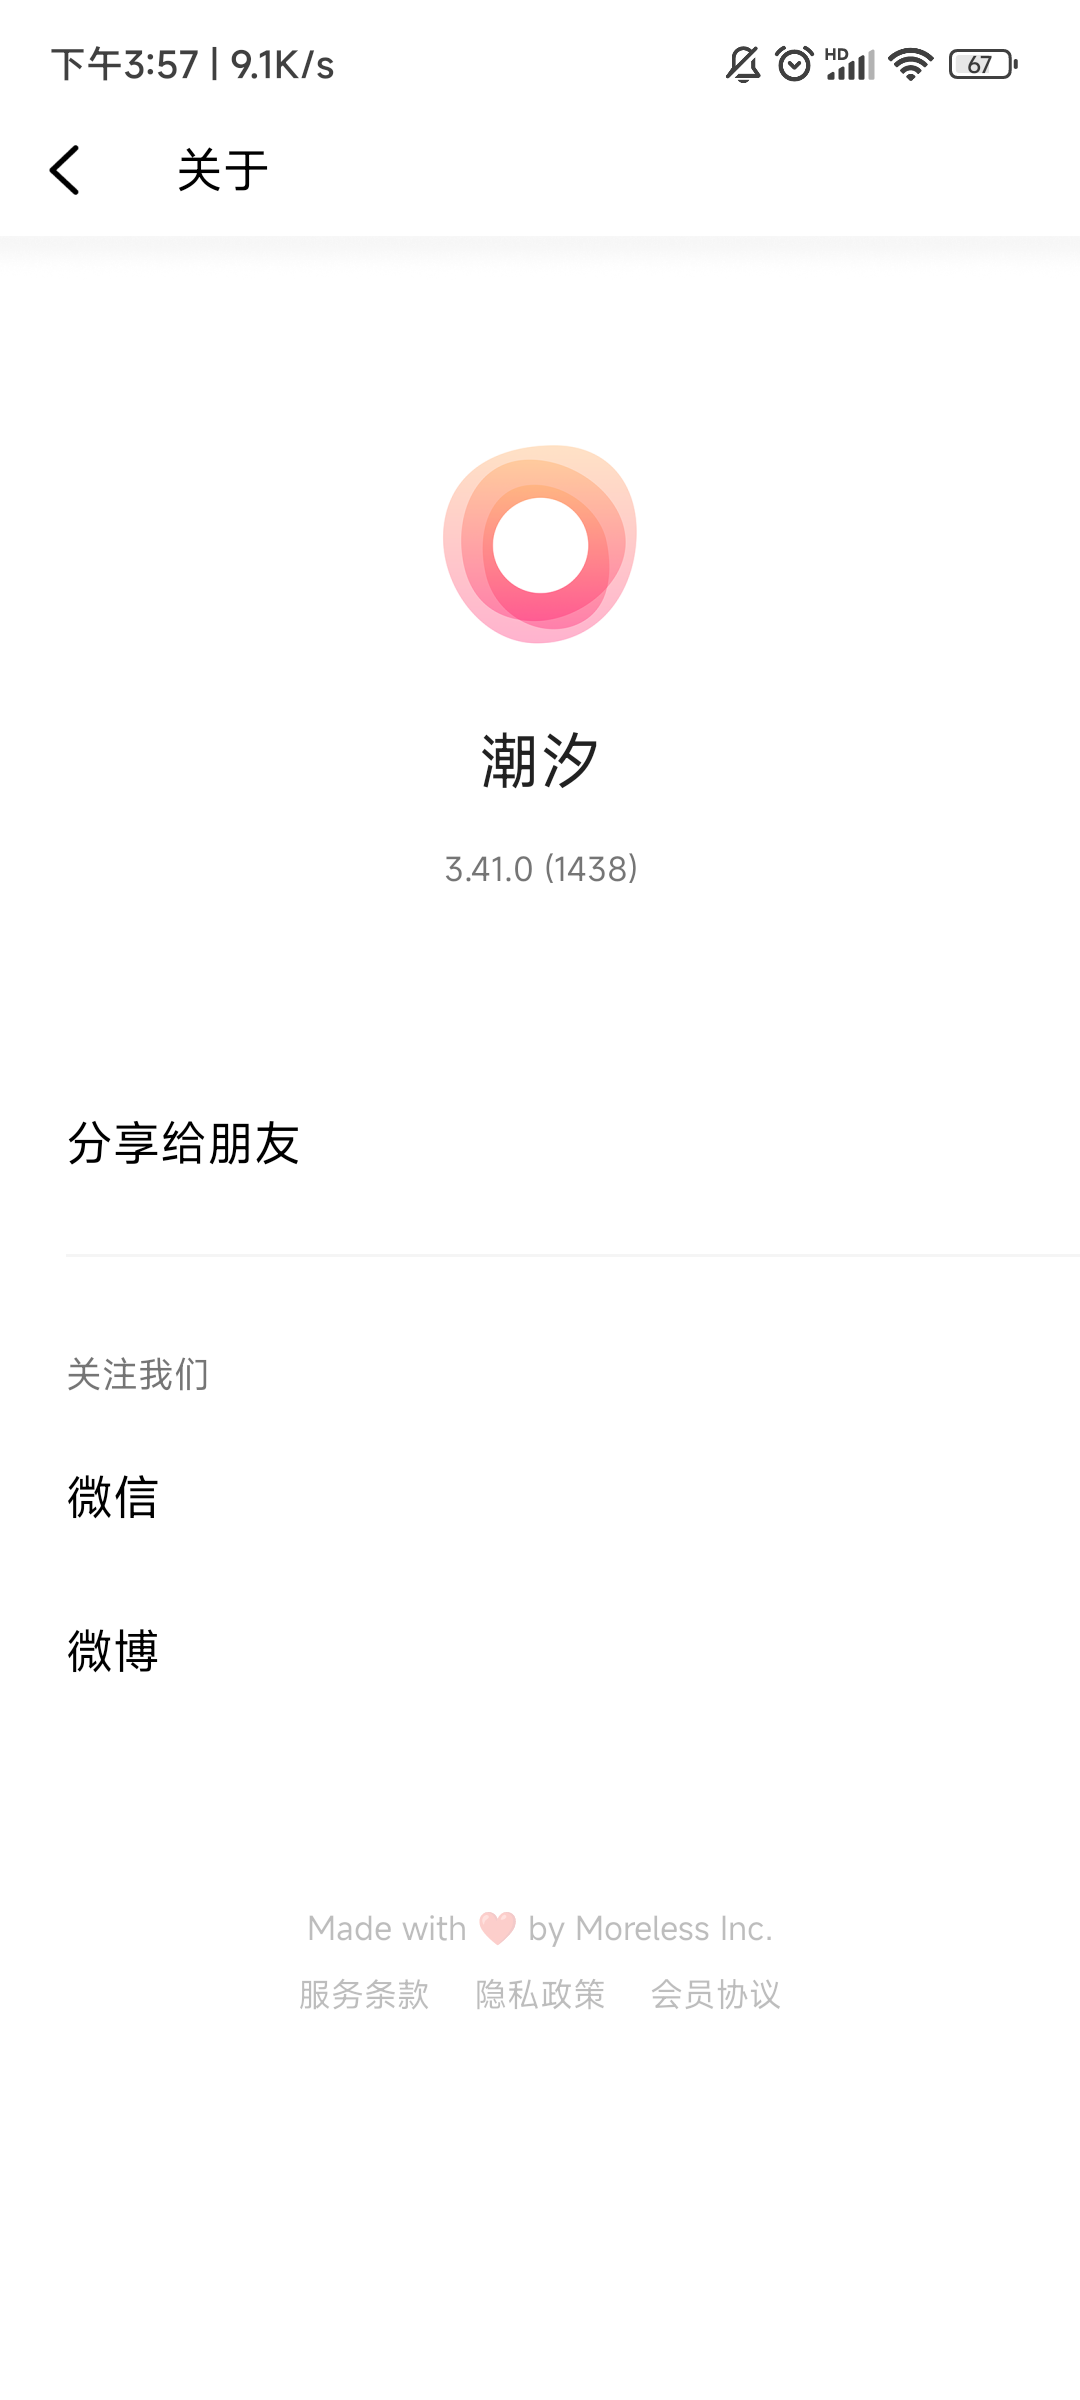 下午3:57 | 9.1K/s
HD
67
关于
潮汐
3.41.0 (1438)
分享给朋友
关注我们
微信
微博
Made with ❤️ by Moreless Inc.
服务条款 隐私政策 会员协议